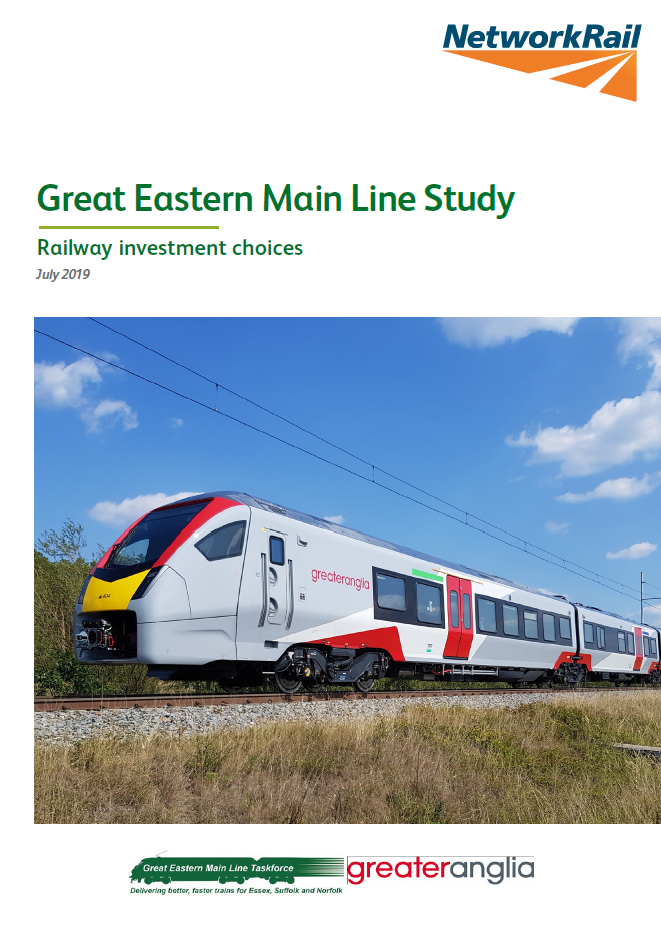 NetworkRail
Great Eastern Main Line Study
Railway investment choices
July 2019
greateranglia
Great Eastern Main Line Taskforce
greateranglia
Delivering better, faster trains for Essex, Suffolk and Norfolk